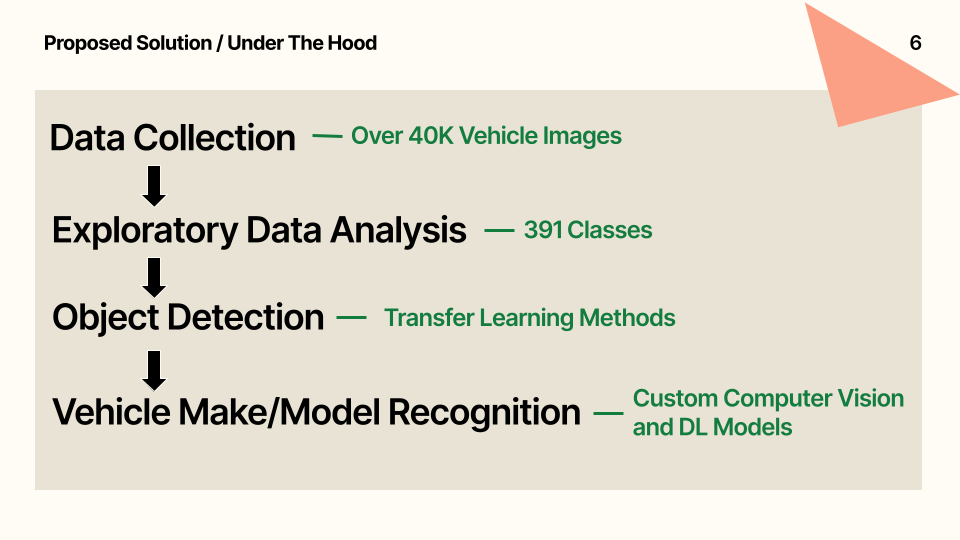 Proposed Solution / Under The Hood
6
Data Collection — Over 40K Vehicle Images
Exploratory Data Analysis — 391 Classes
Object Detection — Transfer Learning Methods
Vehicle Make/Model Recognition — Custom Computer Vision
and DL Models